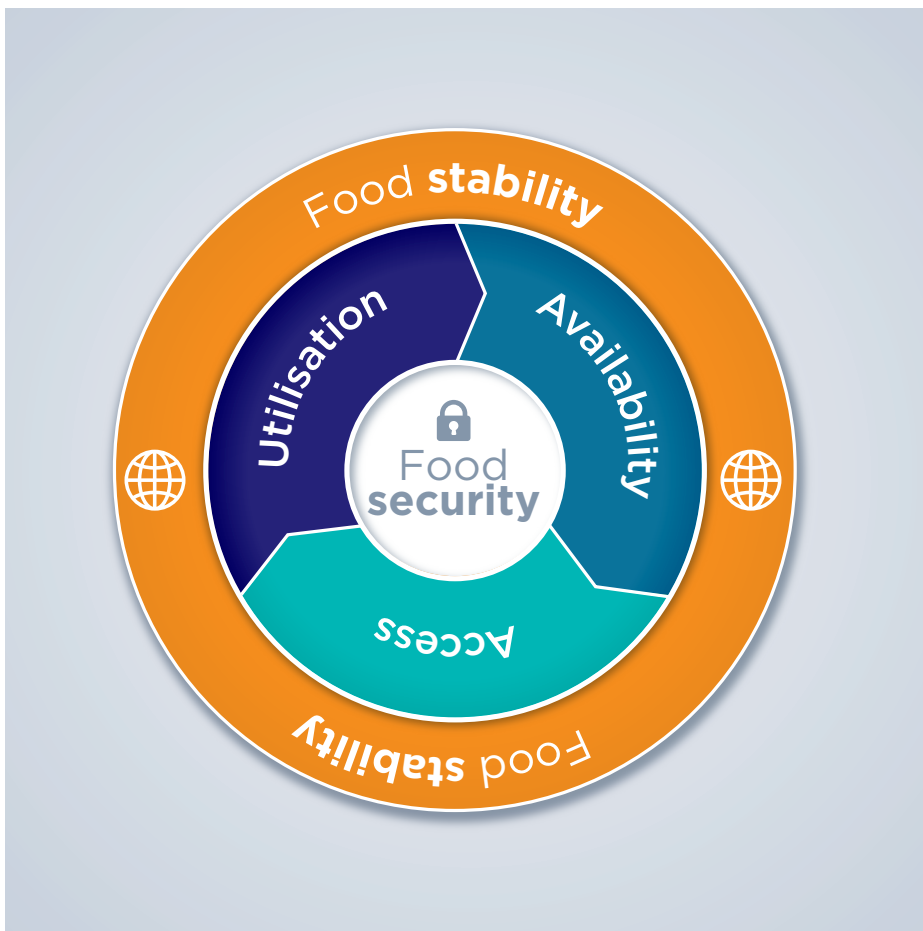 Food stability
Utilisation
Availability
Food
security
Access
Food stability